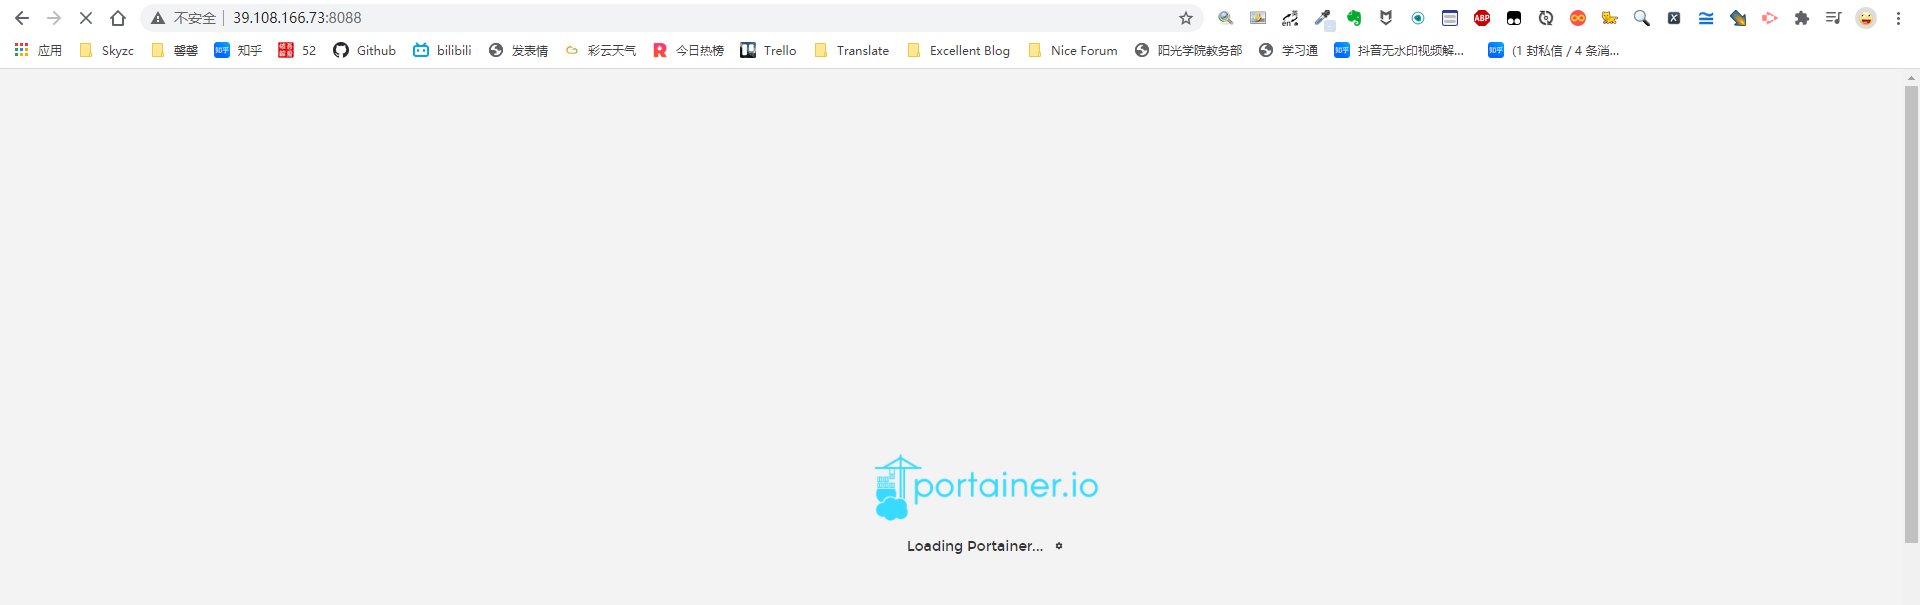 不安全 39.108.166.73:8088
应用 Skyzc 馨馨 知乎 52 Github bilibili 发表情 彩云天气 今日热榜 Trello Translate Excellent Blog Nice Forum 阳光学院教务部 学习通 抖音无水印视频解... (1 封私信 / 4 条消...
portainer.io
Loading Portainer...